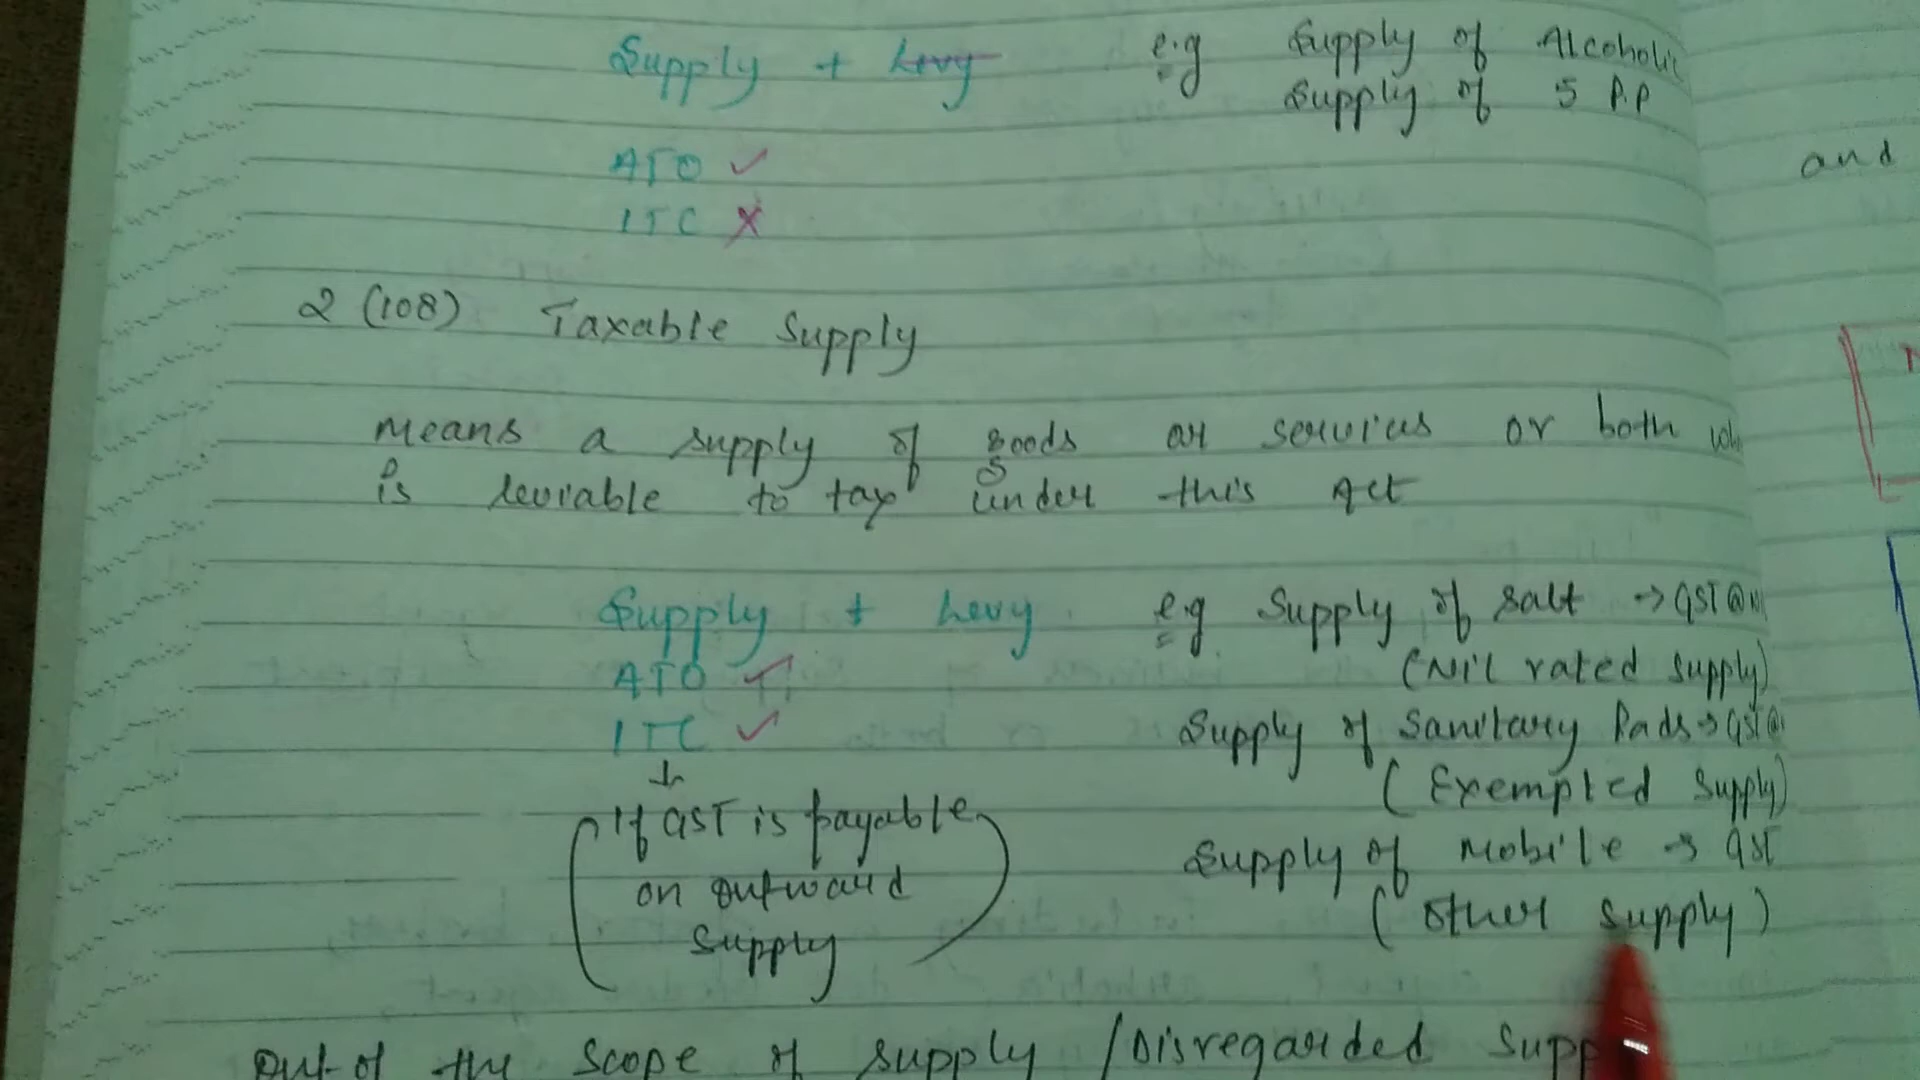 Supply + Levy e.g Supply of Alcoholic
Supply of 5 P.P
and
ATO ✓
ITC X
2 (108) Taxable Supply
means a supply of goods or services or both
is leviable to tax under this Act
Supply + Levy e.g Supply of salt → GST@
(Nil rated supply)
ATO ✓
ITC ✓
Supply of Sanitary Pads → GST@
(Exempted Supply)
If GST is payable
on outward
supply
Supply of Mobile → GST
(Other supply)
Out of the scope of supply / Disregarded Supp